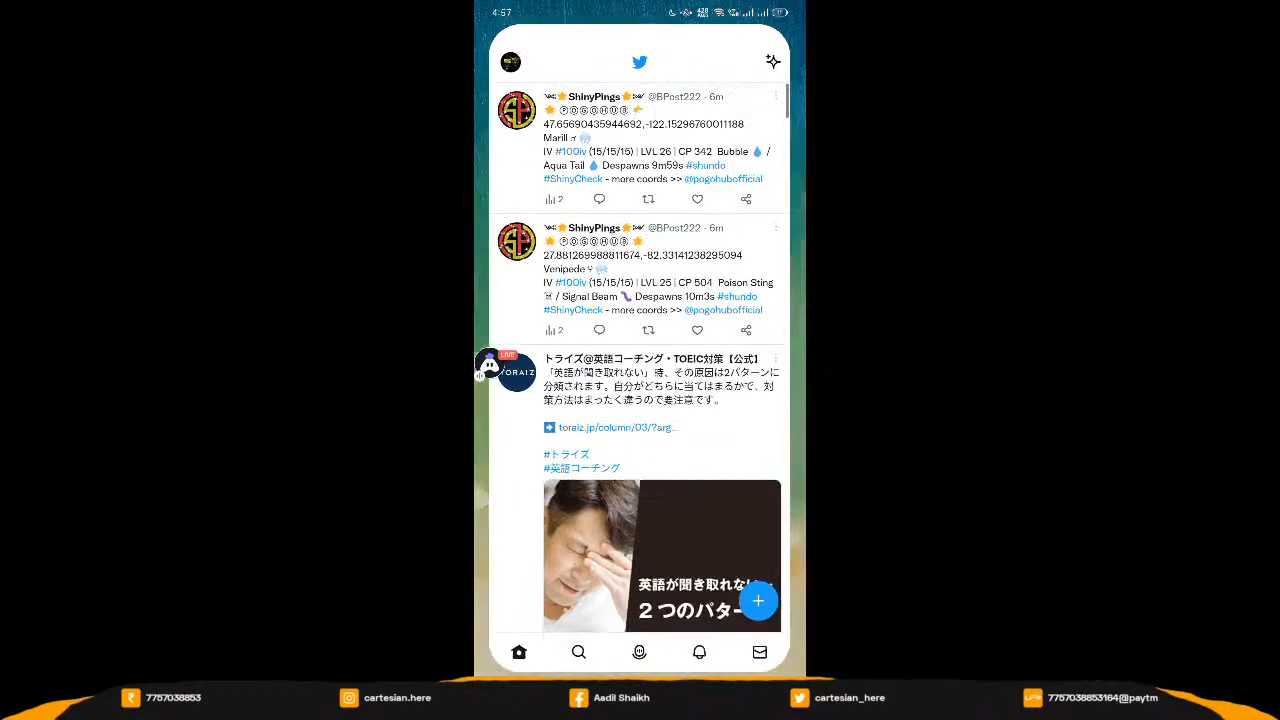 4:57
428
ShinyPings @BPost222 · 6m
ⓅⓄⒼⓄⒽⓊⒷ
47.65690435944692,-122.15296760011188
Marill ♂ 🌧️
IV #100iv (15/15/15) | LVL 26 | CP 342 Bubble 💧 /
Aqua Tail 💧 Despawns 9m59s #shundo
#ShinyCheck - more coords >> @pogohubofficial
2
ShinyPings @BPost222 · 6m
ⓅⓄⒼⓄⒽⓊⒷ
27.881269988811674,-82.33141238295094
Venipede ♀ 🌧️
IV #100iv (15/15/15) | LVL 25 | CP 504 Poison Sting
☠️ / Signal Beam 🐛 Despawns 10m3s #shundo
#ShinyCheck - more coords >> @pogohubofficial
2
LIVE
TORAIZ
トライズ@英語コーチング・TOEIC対策【公式】
「英語が聞き取れない」時、その原因は2パターンに
分類されます。自分がどちらに当てはまるかで、対
策方法はまったく違うので要注意です。
➡ toraiz.jp/column/03/?arg...
#トライズ
#英語コーチング
英語が聞き取れない
2つのパター
7757038853 cartesian.here Aadil Shaikh cartesian_here 7757038853164@paytm